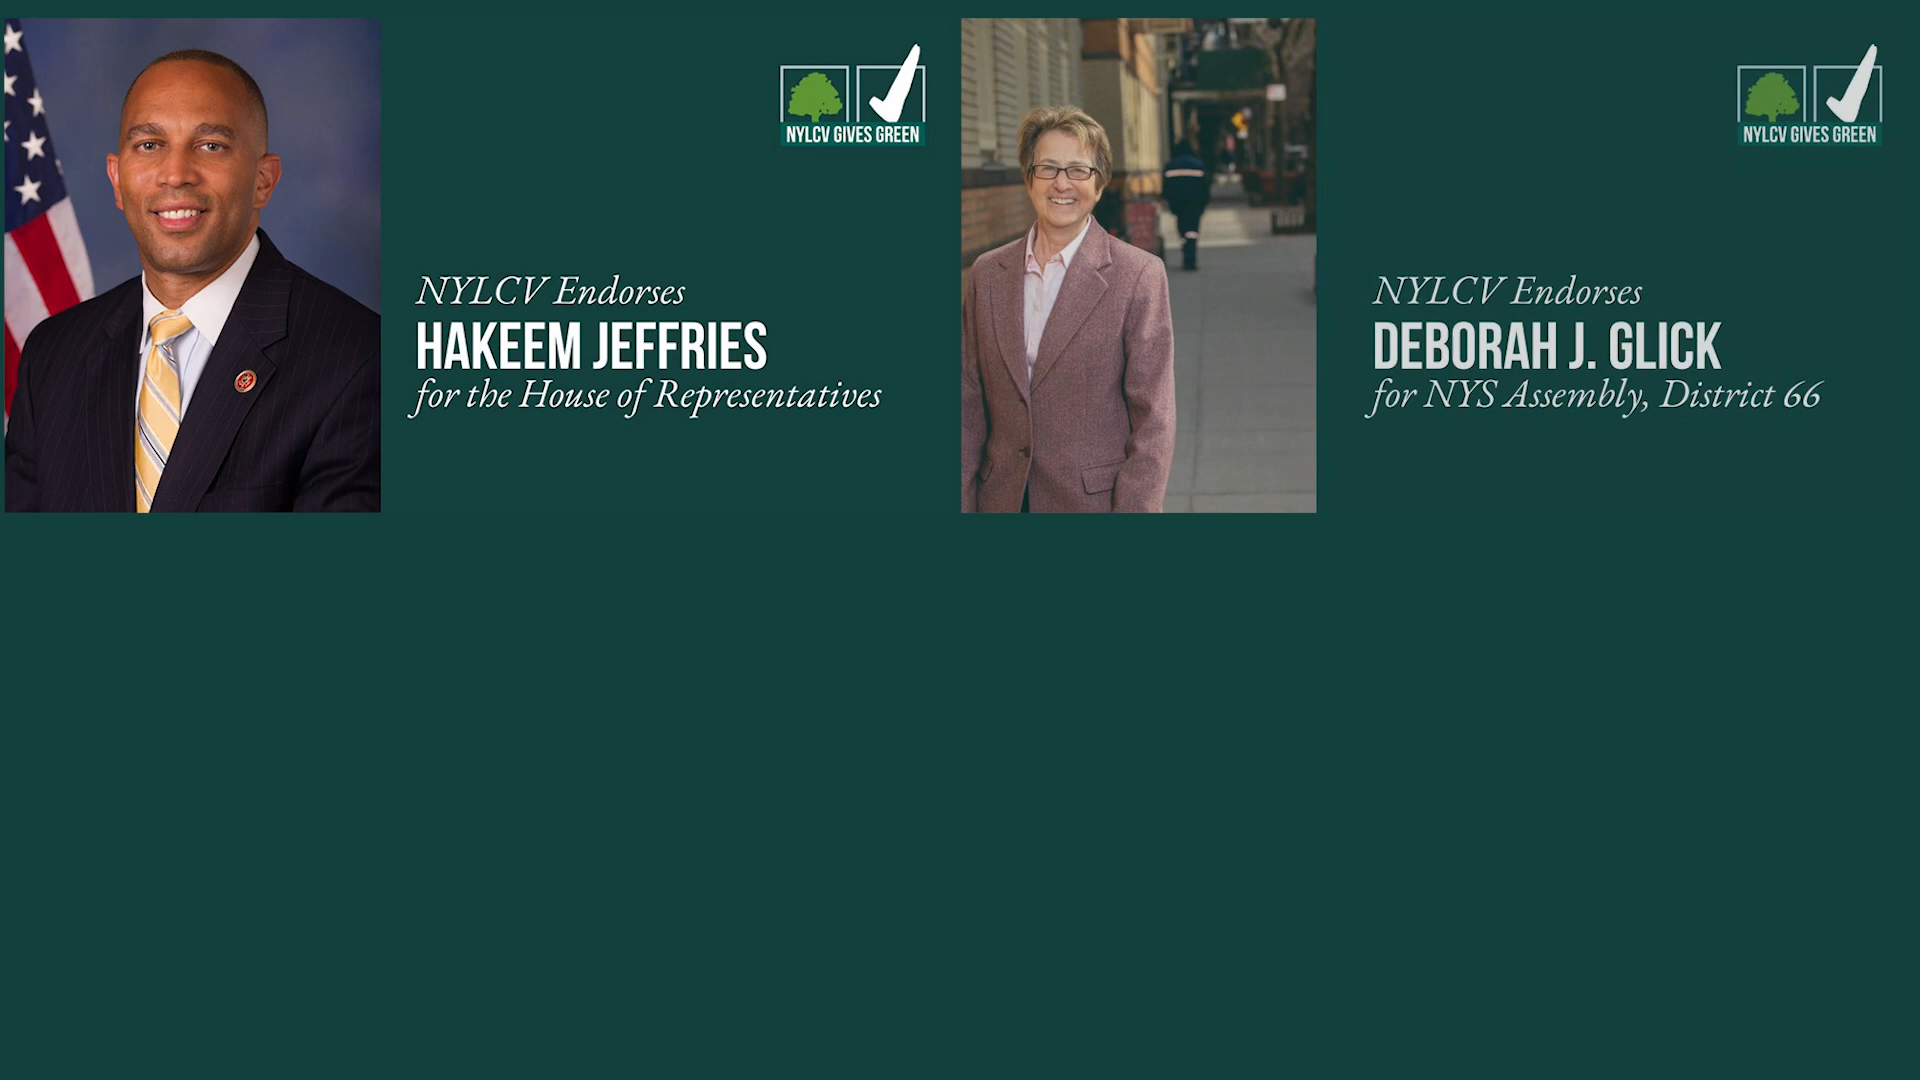 NYLCV GIVES GREEN
NYLCV Endorses
HAKEEM JEFFRIES
for the House of Representatives
NYLCV GIVES GREEN
NYLCV Endorses
DEBORAH J. GLICK
for NYS Assembly, District 66